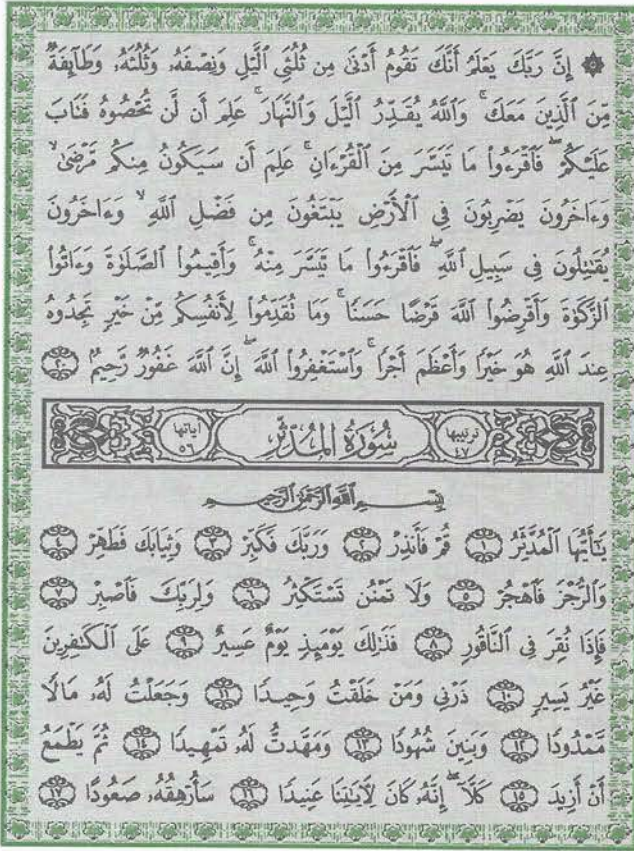 ۞ إِنَّ رَبَّكَ يَعْلَمُ أَنَّكَ تَقُومُ أَدْنَىٰ مِن ثُلُثَيِ ٱلَّيْلِ وَنِصْفَهُۥ وَثُلُثَهُۥ وَطَآئِفَةٌ
مِّنَ ٱلَّذِينَ مَعَكَ ۚ وَٱللَّهُ يُقَدِّرُ ٱلَّيْلَ وَٱلنَّهَارَ ۚ عَلِمَ أَن لَّن تُحْصُوهُ فَتَابَ
عَلَيْكُمْ ۖ فَٱقْرَءُوا۟ مَا تَيَسَّرَ مِنَ ٱلْقُرْءَانِ ۚ عَلِمَ أَن سَيَكُونُ مِنكُم مَّرْضَىٰ ۙ
وَءَاخَرُونَ يَضْرِبُونَ فِى ٱلْأَرْضِ يَبْتَغُونَ مِن فَضْلِ ٱللَّهِ ۙ وَءَاخَرُونَ
يُقَٰتِلُونَ فِى سَبِيلِ ٱللَّهِ ۖ فَٱقْرَءُوا۟ مَا تَيَسَّرَ مِنْهُ ۚ وَأَقِيمُوا۟ ٱلصَّلَوٰةَ وَءَاتُوا۟
ٱلزَّكَوٰةَ وَأَقْرِضُوا۟ ٱللَّهَ قَرْضًا حَسَنًا ۚ وَمَا تُقَدِّمُوا۟ لِأَنفُسِكُم مِّنْ خَيْرٍ تَجِدُوهُ
عِندَ ٱللَّهِ هُوَ خَيْرًا وَأَعْظَمَ أَجْرًا ۚ وَٱسْتَغْفِرُوا۟ ٱللَّهَ ۖ إِنَّ ٱللَّهَ غَفُورٌ رَّحِيمٌۢ ٢٠
ترتيبها ٤٧ سُورَةُ المُدَّثِّرِ آياتها ٥٦
بِسْمِ ٱللَّهِ ٱلرَّحْمَٰنِ ٱلرَّحِيمِ
يَٰٓأَيُّهَا ٱلْمُدَّثِّرُ ١ قُمْ فَأَنذِرْ ٢ وَرَبَّكَ فَكَبِّرْ ٣ وَثِيَابَكَ فَطَهِّرْ ٤
وَٱلرُّجْزَ فَٱهْجُرْ ٥ وَلَا تَمْنُن تَسْتَكْثِرُ ٦ وَلِرَبِّكَ فَٱصْبِرْ ٧
فَإِذَا نُقِرَ فِى ٱلنَّاقُورِ ٨ فَذَٰلِكَ يَوْمَئِذٍ يَوْمٌ عَسِيرٌ ٩ عَلَى ٱلْكَٰفِرِينَ
غَيْرُ يَسِيرٍ ١٠ ذَرْنِى وَمَنْ خَلَقْتُ وَحِيدًا ١١ وَجَعَلْتُ لَهُۥ مَالًا
مَّمْدُودًا ١٢ وَبَنِينَ شُهُودًا ١٣ وَمَهَّدتُّ لَهُۥ تَمْهِيدًا ١٤ ثُمَّ يَطْمَعُ
أَنْ أَزِيدَ ١٥ كَلَّآ ۖ إِنَّهُۥ كَانَ لِءَايَٰتِنَا عَنِيدًا ١٦ سَأُرْهِقُهُۥ صَعُودًا ١٧